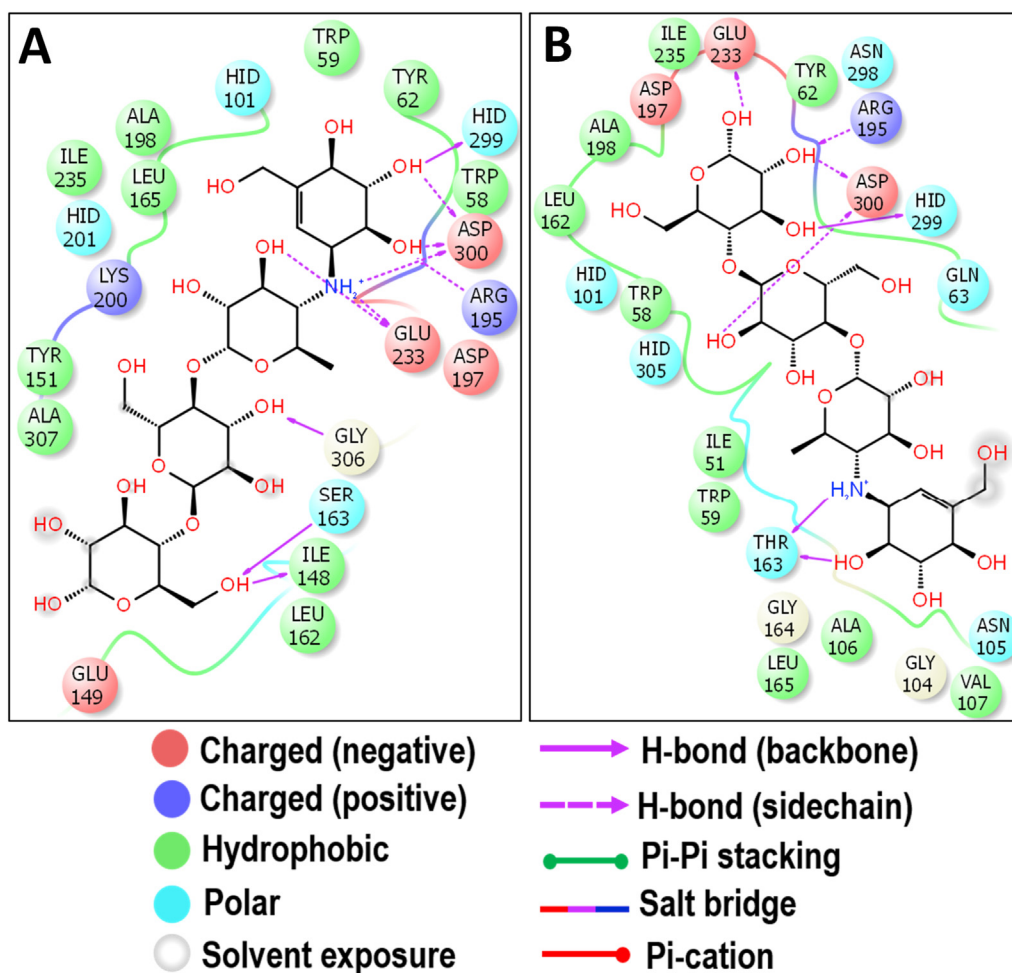 A
TRP
59
HID
101
TYR
62
ALA
198
OH
OH
HID
299
ILE
235
LEU
165
HO
TRP
58
HID
201
OH
OH
ASP
300
LYS
200
HO
NH₂⁺
ARG
195
GLU
233
TYR
151
HO
O
O
ASP
197
ALA
307
HO
OH
GLY
306
O
OH
OH
SER
163
HO
O
ILE
148
HO
OH
LEU
162
HO
O
GLU
149
B
ILE
235
GLU
233
ASN
298
ASP
197
TYR
62
ARG
195
OH
ALA
198
OH
ASP
300
LEU
162
HO
O
OH
HID
299
O
O
OH
GLN
63
HID
101
TRP
58
HO
O
HID
305
OH
OH
O
ILE
51
OH
OH
TRP
59
H₂N⁺
THR
163
HO
OH
GLY
164
ALA
106
OH
ASN
105
LEU
165
GLY
104
VAL
107
Charged (negative)
Charged (positive)
Hydrophobic
Polar
Solvent exposure
H-bond (backbone)
H-bond (sidechain)
Pi-Pi stacking
Salt bridge
Pi-cation